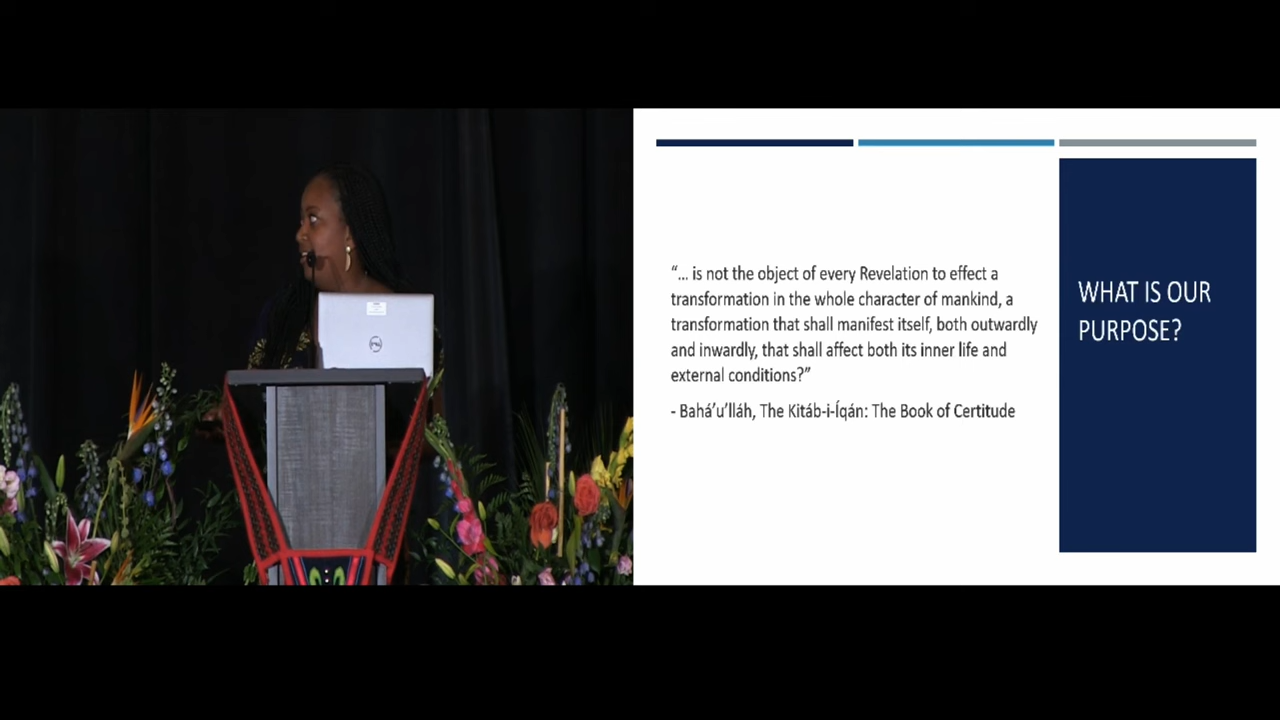 “... is not the object of every Revelation to effect a
transformation in the whole character of mankind, a
transformation that shall manifest itself, both outwardly
and inwardly, that shall affect both its inner life and
external conditions?”
- Bahá’u’lláh, The Kitáb-i-Íqán: The Book of Certitude
WHAT IS OUR
PURPOSE?